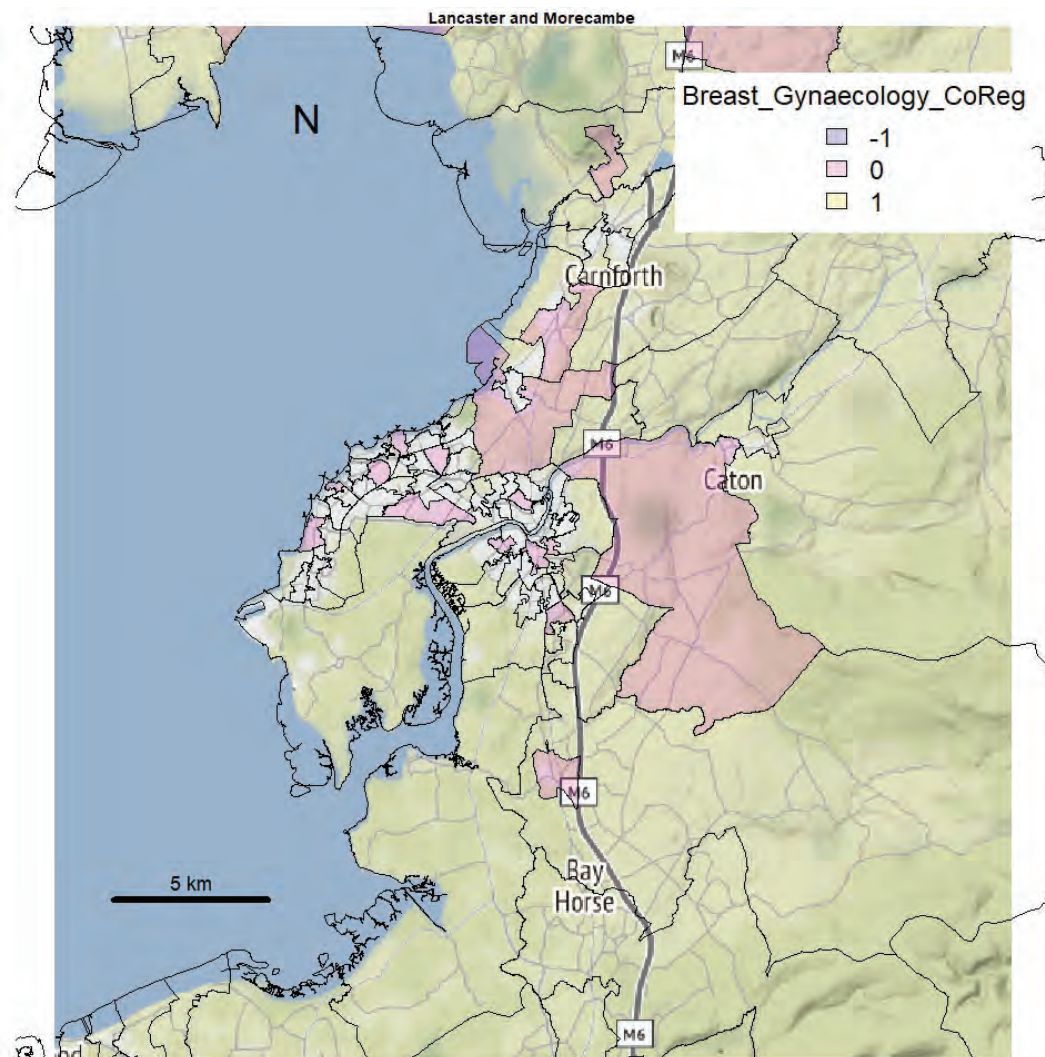 Lancaster and Morecambe
M6
N
Breast_Gynaecology_CoReg
-1
0
1
Carnforth
M6
Caton
M6
M6
5 km
Bay
Horse
M6